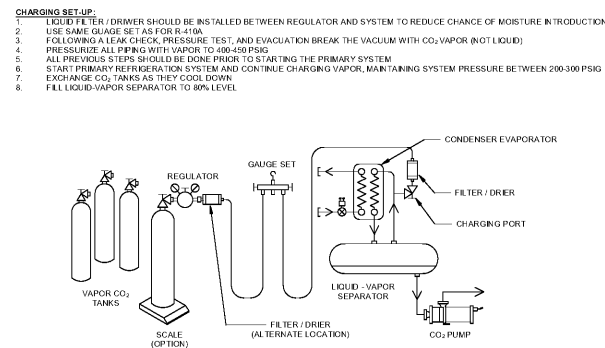 CHARGING SET-UP:
1. LIQUID FILTER / DRIWER SHOULD BE INSTALLED BETWEEN REGULATOR AND SYSTEM TO REDUCE CHANCE OF MOISTURE INTRODUCTION
2. USE SAME GUAGE SET AS FOR R-410A
3. FOLLOWING A LEAK CHECK, PRESSURE TEST, AND EVACUATION BREAK THE VACUUM WITH CO₂ VAPOR (NOT LIQUID)
4. PRESSURIZE ALL PIPING WITH VAPOR TO 400-450 PSIG
5. ALL PREVIOUS STEPS SHOULD BE DONE PRIOR TO STARTING THE PRIMARY SYSTEM
6. START PRIMARY REFRIGERATION SYSTEM AND CONTINUE CHARGING VAPOR, MAINTAINING SYSTEM PRESSURE BETWEEN 200-300 PSIG
7. EXCHANGE CO₂ TANKS AS THEY COOL DOWN
8. FILL LIQUID-VAPOR SEPARATOR TO 80% LEVEL
CONDENSER EVAPORATOR
GAUGE SET
REGULATOR
FILTER / DRIER
CHARGING PORT
VAPOR CO₂
TANKS
LIQUID - VAPOR
SEPARATOR
SCALE
(OPTION)
FILTER / DRIER
(ALTERNATE LOCATION)
CO₂ PUMP